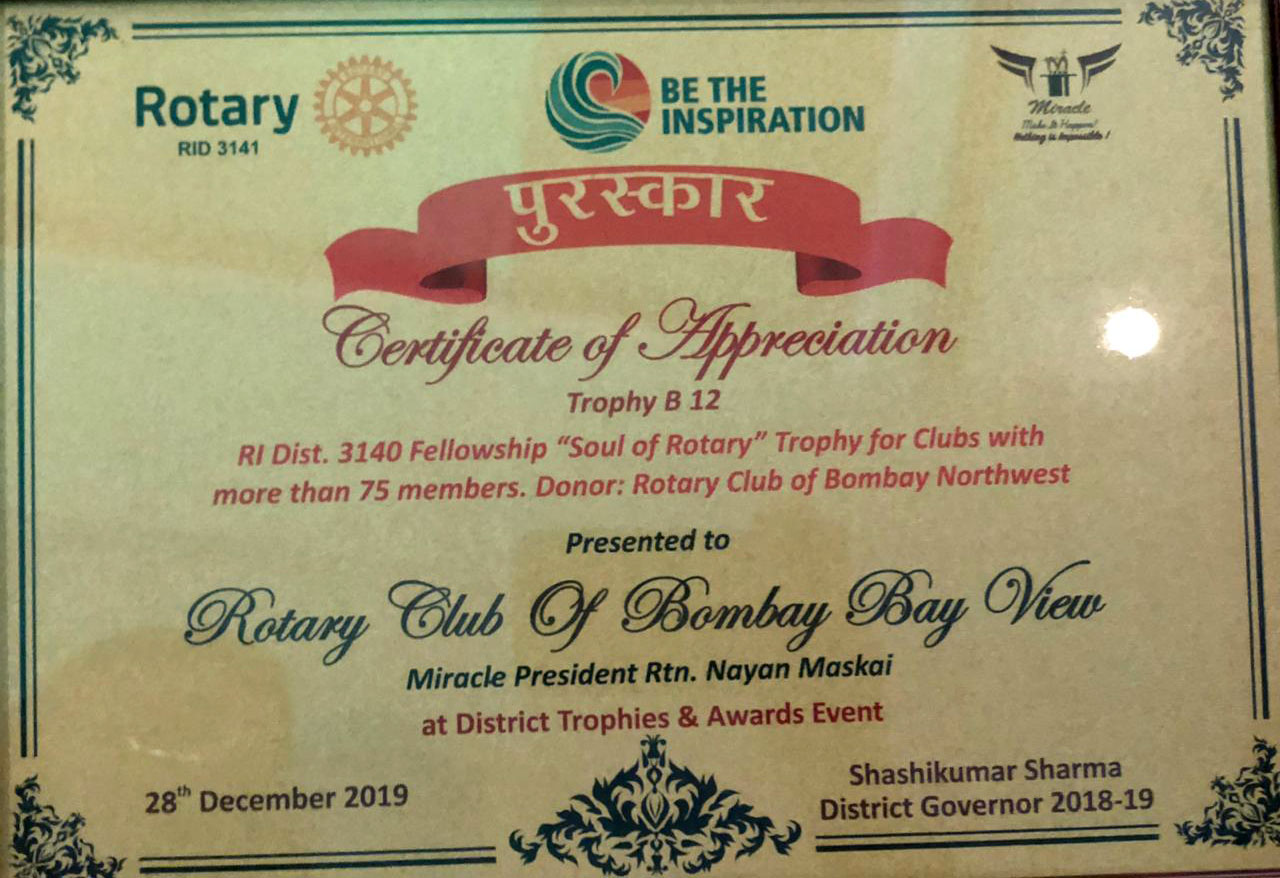 Rotary
RID 3141
BE THE
INSPIRATION
Miracle
Make It Happen!
Nothing is Impossible !
पुरस्कार
Certificate of Appreciation
Trophy B 12
RI Dist. 3140 Fellowship “Soul of Rotary” Trophy for Clubs with
more than 75 members. Donor: Rotary Club of Bombay Northwest
Presented to
Rotary Club Of Bombay Bay View
Miracle President Rtn. Nayan Maskai
at District Trophies & Awards Event
28th December 2019
Shashikumar Sharma
District Governor 2018-19